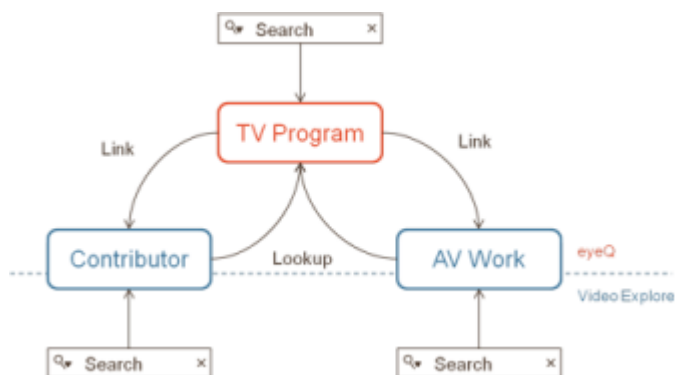 Search ×
TV Program
Link
Link
Contributor
Lookup
AV Work
eyeQ
Video Explore
Search ×
Search ×